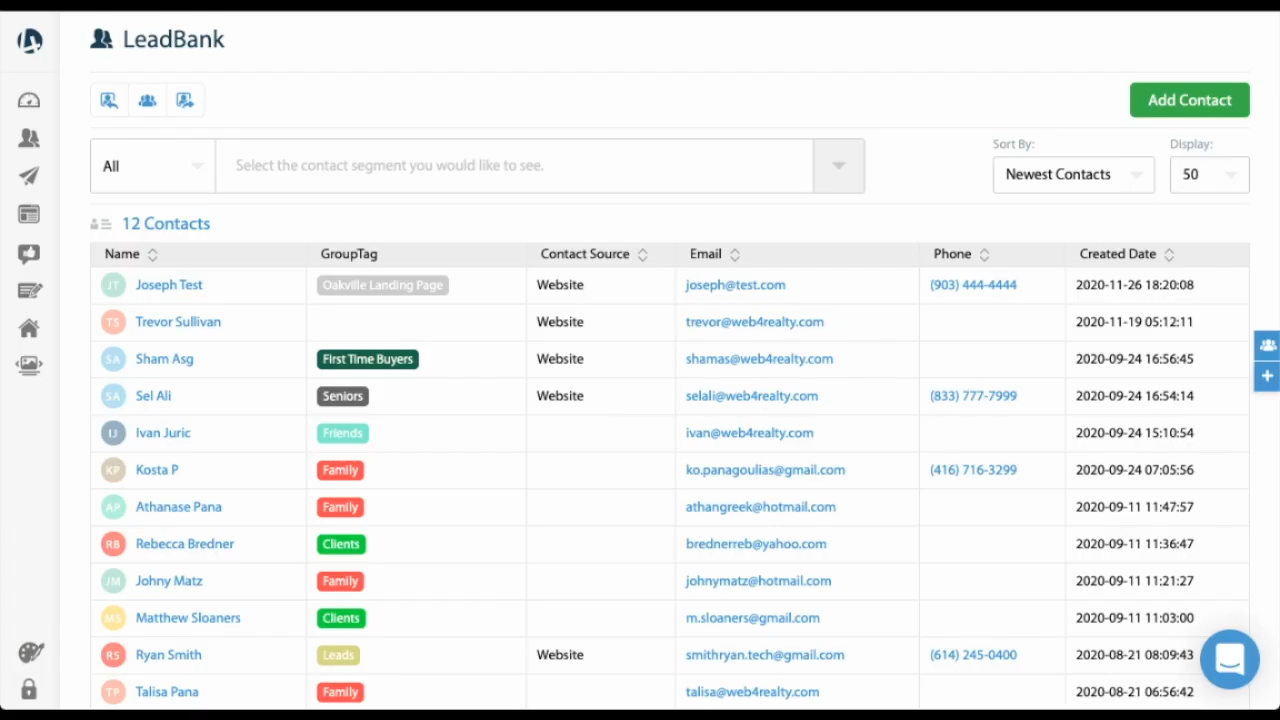 LeadBank
Add Contact
Sort By: Display:
All Select the contact segment you would like to see. Newest Contacts 50
12 Contacts
Name GroupTag Contact Source Email Phone Created Date
JT Joseph Test Oakville Landing Page Website joseph@test.com (903) 444-4444 2020-11-26 18:20:08
TS Trevor Sullivan Website trevor@web4realty.com 2020-11-19 05:12:11
SA Sham Asg First Time Buyers Website shamas@web4realty.com 2020-09-24 16:56:45
SA Sel Ali Seniors Website selali@web4realty.com (833) 777-7999 2020-09-24 16:54:14
IJ Ivan Juric Friends ivan@web4realty.com 2020-09-24 15:10:54
KP Kosta P Family ko.panagoulias@gmail.com (416) 716-3299 2020-09-24 07:05:56
AP Athanase Pana Family athangreek@hotmail.com 2020-09-11 11:47:57
RB Rebecca Bredner Clients brednerreb@yahoo.com 2020-09-11 11:36:47
JM Johny Matz Family johnymatz@hotmail.com 2020-09-11 11:21:27
MS Matthew Sloaners Clients m.sloaners@gmail.com 2020-09-11 11:03:00
RS Ryan Smith Leads Website smithryan.tech@gmail.com (614) 245-0400 2020-08-21 08:09:43
TP Talisa Pana Family talisa@web4realty.com 2020-08-21 06:56:42